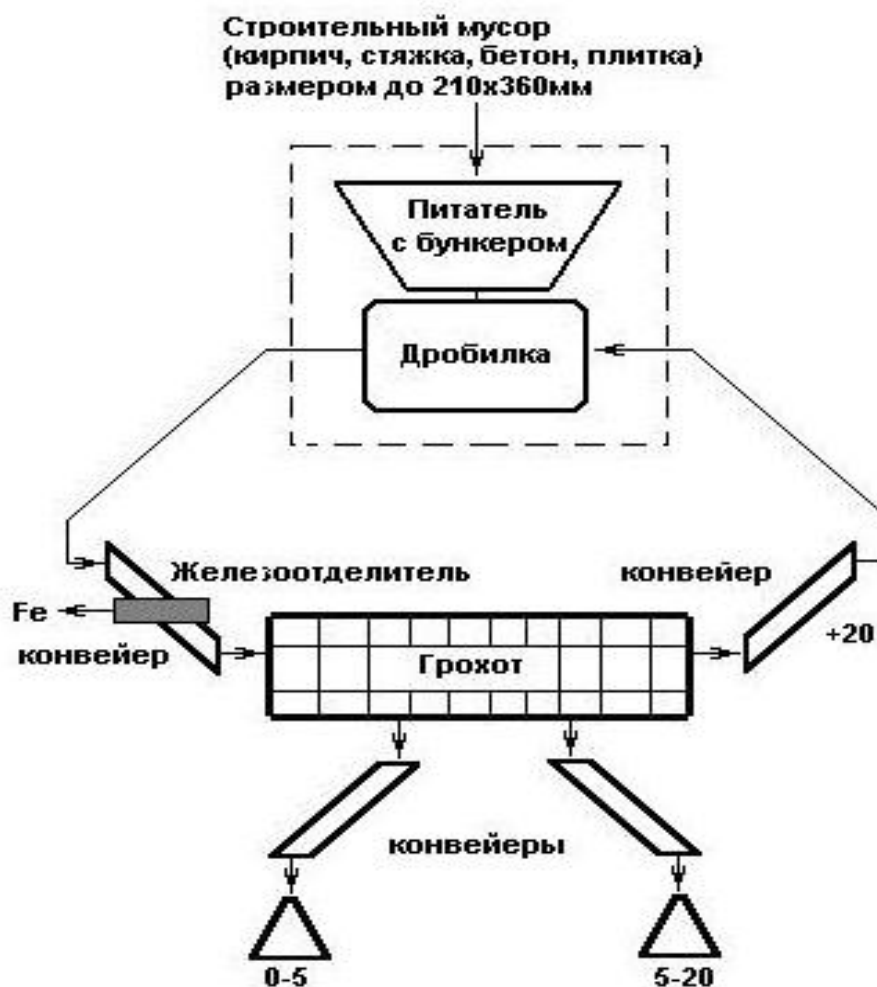 Строительный мусор
(кирпич, стяжка, бетон, плитка)
размером до 210х360мм
Питатель
с бункером
Дробилка
Железоотделитель
конвейер
Fe
+20
конвейер
Грохот
конвейеры
0-5
5-20